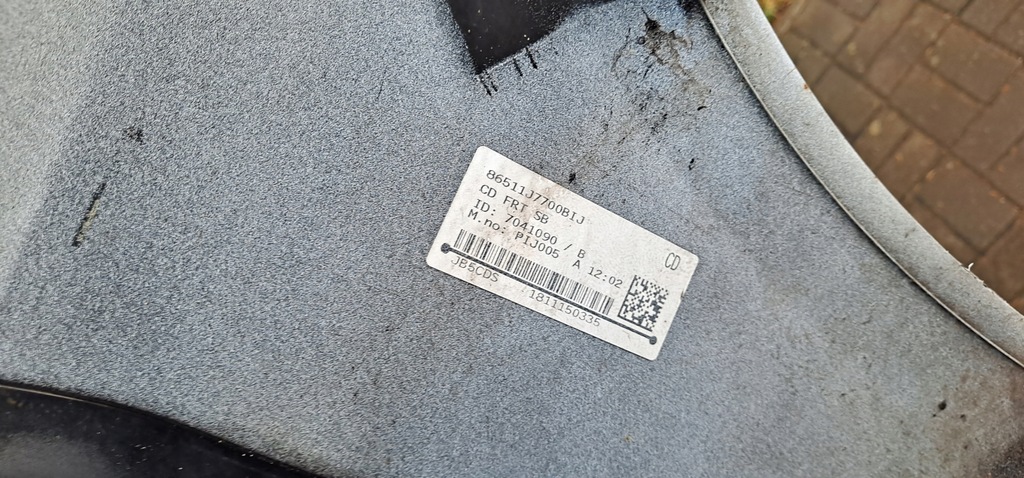 86511J7700BIJ
CD FRT SB
ID: 7041090 / B
M.no: PIJ005 A 12:02
CD
JB5CDS 1811150335